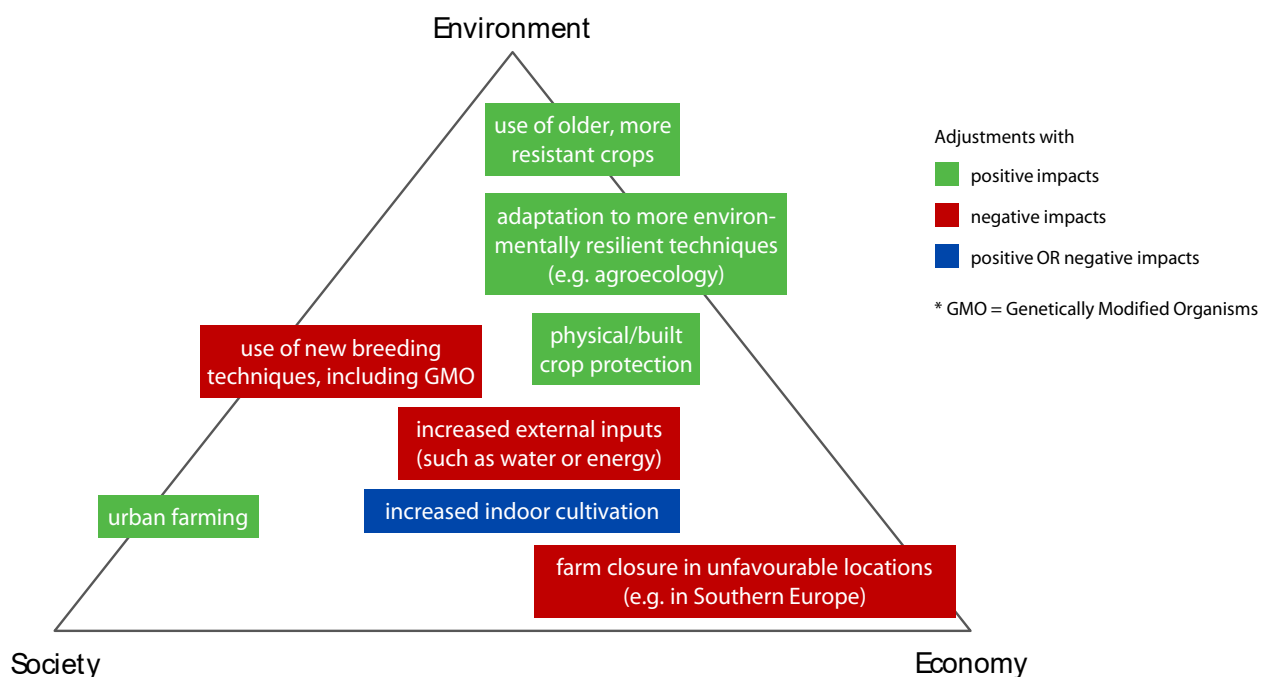 Environment
use of older, more
resistant crops
Adjustments with
positive impacts
negative impacts
positive OR negative impacts
* GMO = Genetically Modified Organisms
adaptation to more environ-
mentally resilient techniques
(e.g. agroecology)
physical/built
crop protection
use of new breeding
techniques, including GMO
increased external inputs
(such as water or energy)
increased indoor cultivation
urban farming
farm closure in unfavourable locations
(e.g. in Southern Europe)
Society
Economy